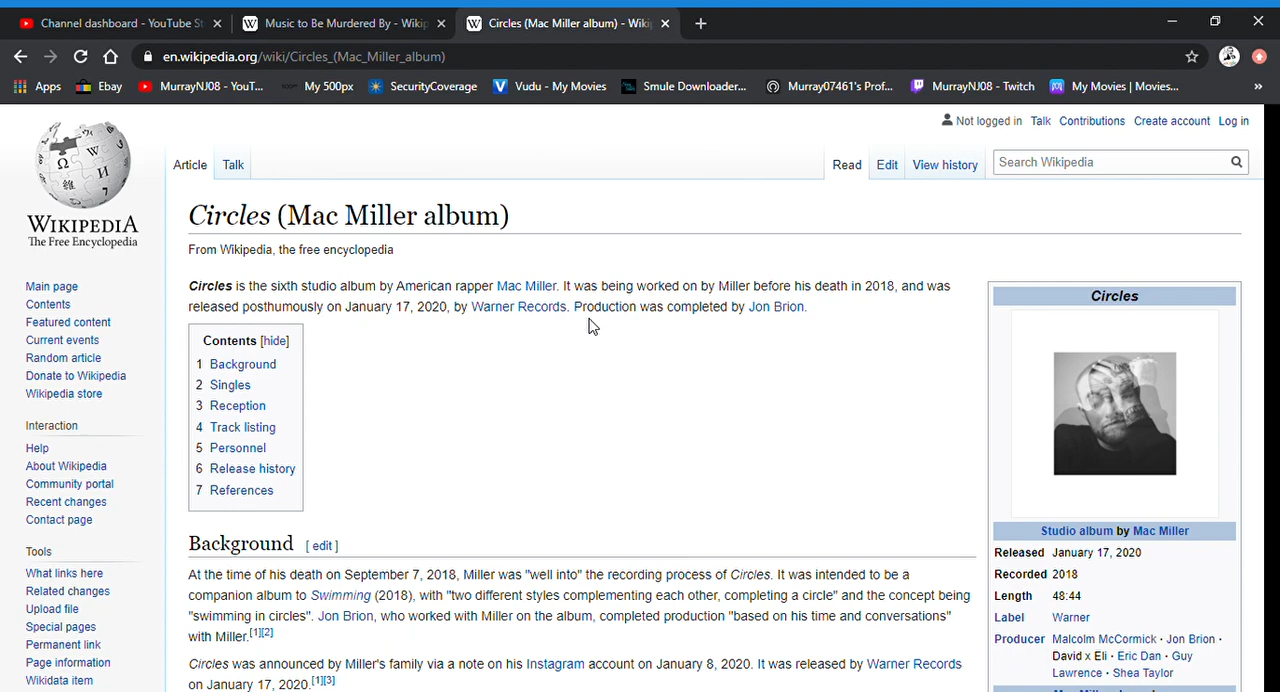 Channel dashboard - YouTube St
Music to Be Murdered By - Wikip
Circles (Mac Miller album) - Wiki
en.wikipedia.org/wiki/Circles_(Mac_Miller_album)
Apps
Ebay
MurrayNJ08 - YouT...
My 500px
SecurityCoverage
Vudu - My Movies
Smule Downloader...
Murray07461's Prof...
MurrayNJ08 - Twitch
My Movies | Movies...
»
Not logged in Talk Contributions Create account Log in
WIKIPEDIA
The Free Encyclopedia
Article Talk
Read Edit View history
Search Wikipedia
Main page
Contents
Featured content
Current events
Random article
Donate to Wikipedia
Wikipedia store
Interaction
Help
About Wikipedia
Community portal
Recent changes
Contact page
Tools
What links here
Related changes
Upload file
Special pages
Permanent link
Page information
Wikidata item
Circles (Mac Miller album)
From Wikipedia, the free encyclopedia
Circles is the sixth studio album by American rapper Mac Miller. It was being worked on by Miller before his death in 2018, and was
released posthumously on January 17, 2020, by Warner Records. Production was completed by Jon Brion.
Contents [hide]
1 Background
2 Singles
3 Reception
4 Track listing
5 Personnel
6 Release history
7 References
Background [ edit ]
At the time of his death on September 7, 2018, Miller was "well into" the recording process of Circles. It was intended to be a
companion album to Swimming (2018), with "two different styles complementing each other, completing a circle" and the concept being
"swimming in circles". Jon Brion, who worked with Miller on the album, completed production "based on his time and conversations"
with Miller.[1][2]
Circles was announced by Miller's family via a note on his Instagram account on January 8, 2020. It was released by Warner Records
on January 17, 2020.[1][3]
Circles
Studio album by Mac Miller
Released January 17, 2020
Recorded 2018
Length 48:44
Label Warner
Producer Malcolm McCormick · Jon Brion ·
David x Eli · Eric Dan · Guy
Lawrence · Shea Taylor